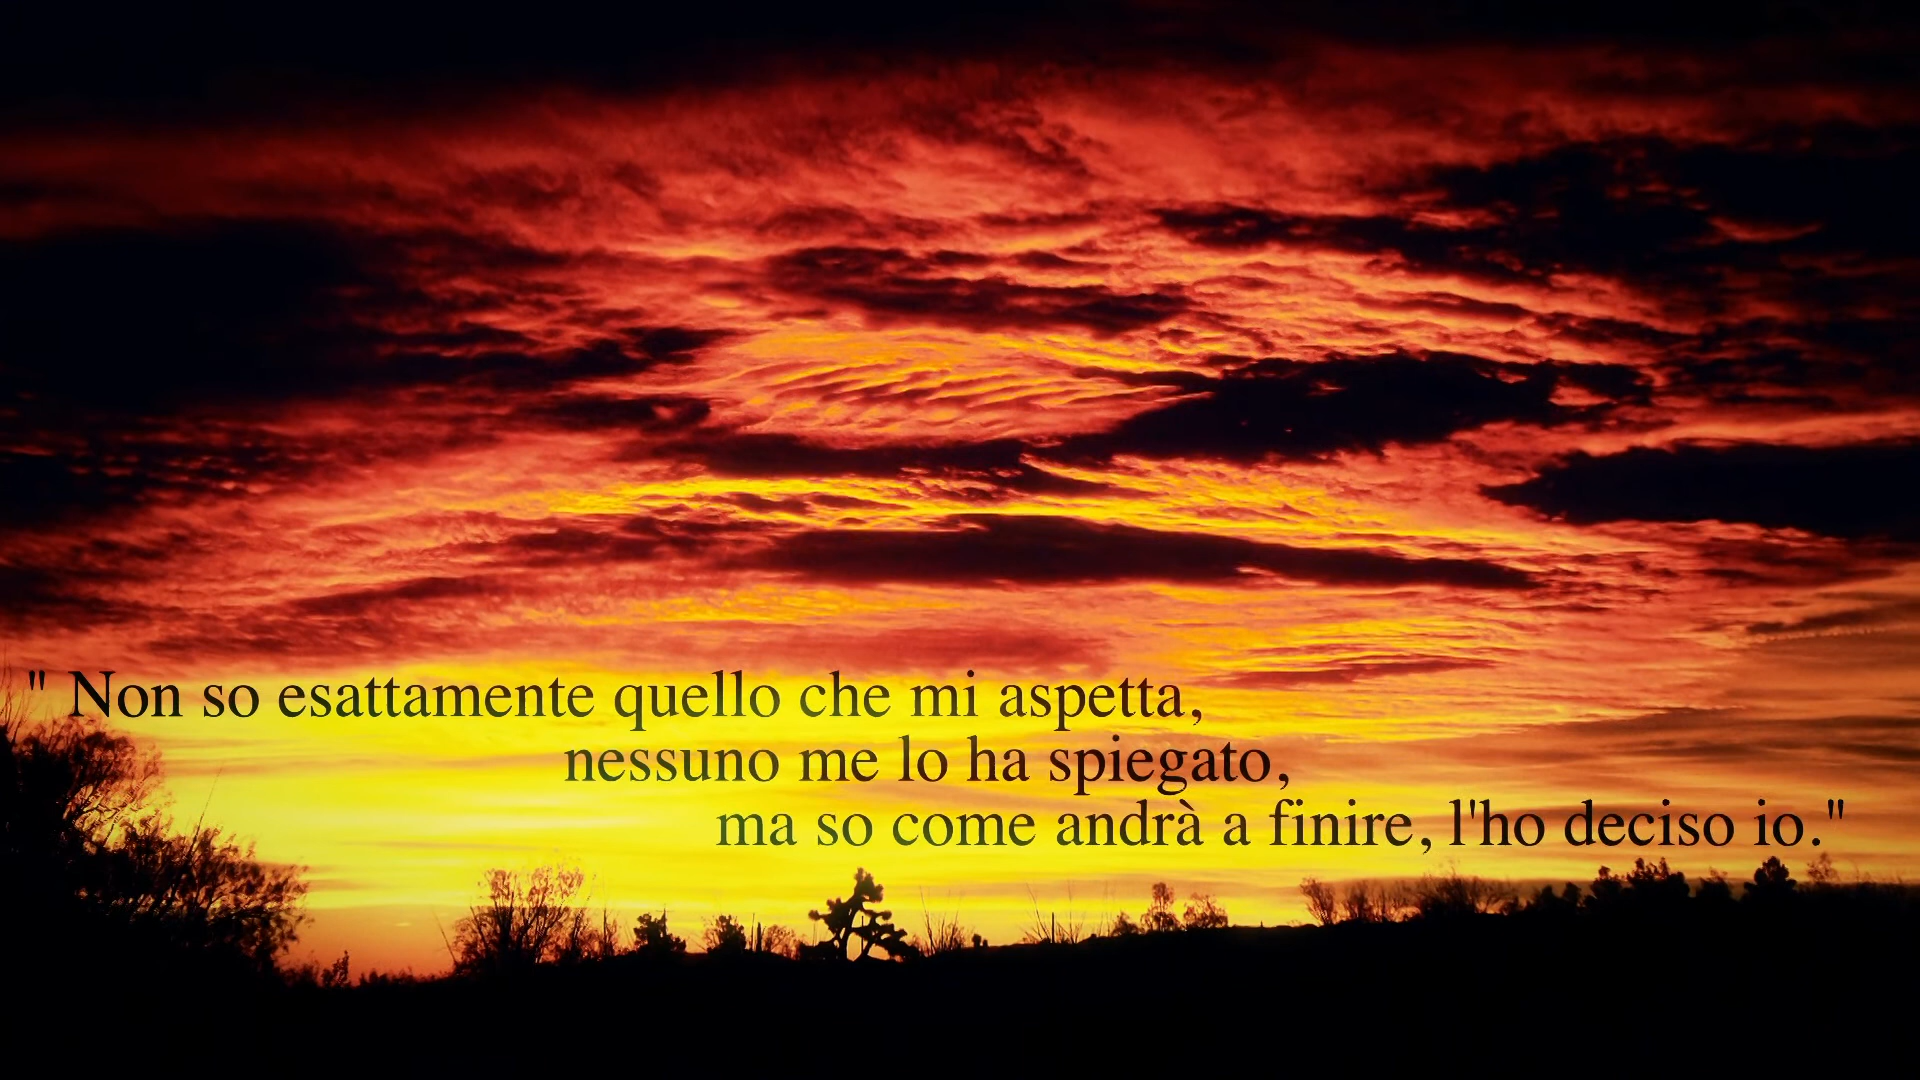 " Non so esattamente quello che mi aspetta,
nessuno me lo ha spiegato,
ma so come andrà a finire, l'ho deciso io."